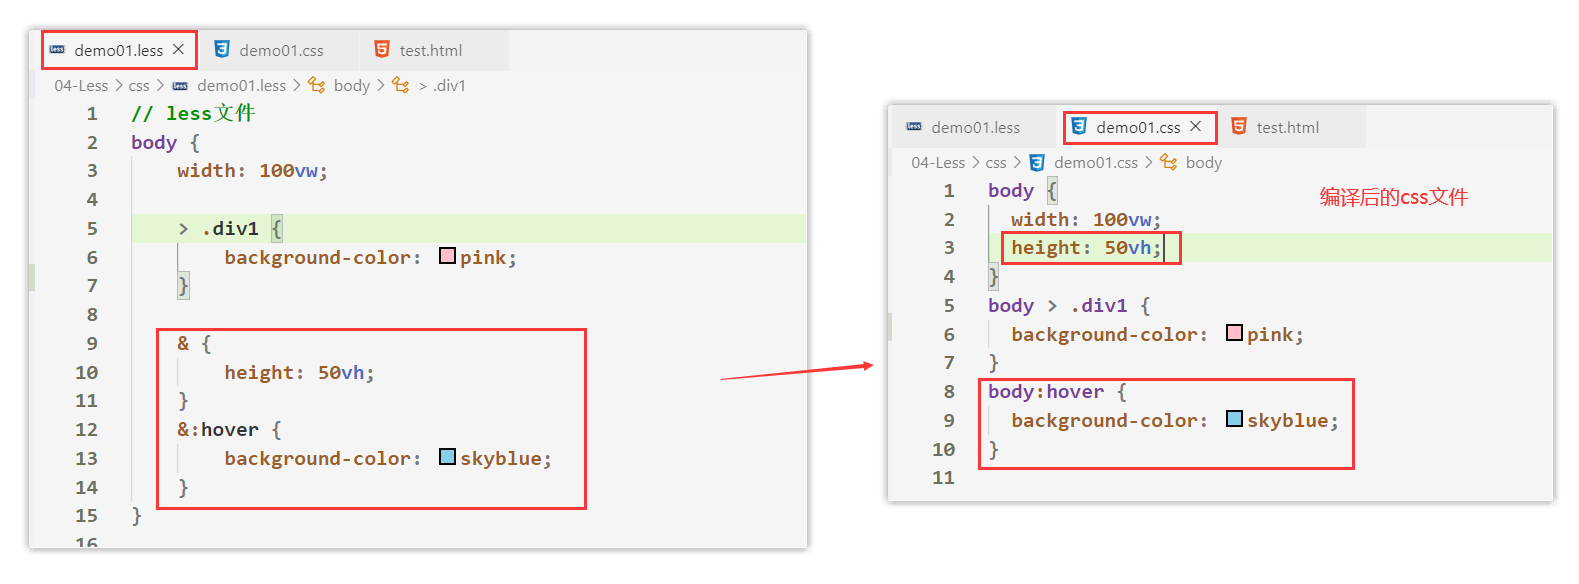 demo01.less
demo01.css
test.html
04-Less > css > demo01.less > body > > .div1
1 // less文件
2 body {
3 width: 100vw;
4
5 > .div1 {
6 background-color: pink;
7 }
8
9 & {
10 height: 50vh;
11 }
12 &:hover {
13 background-color: skyblue;
14 }
15 }
16
demo01.less
demo01.css
test.html
04-Less > css > demo01.css > body
编译后的css文件
1 body {
2 width: 100vw;
3 height: 50vh;
4 }
5 body > .div1 {
6 background-color: pink;
7 }
8 body:hover {
9 background-color: skyblue;
10 }
11